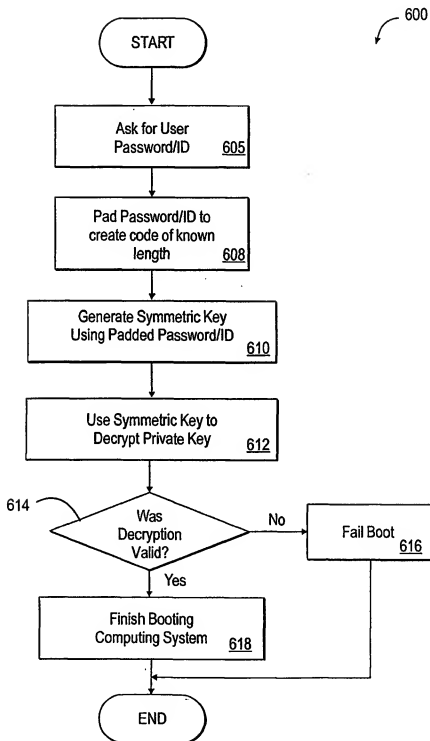 600
START
Ask for User
Password/ID
605
Pad Password/ID to
create code of known
length
608
Generate Symmetric Key
Using Padded Password/ID
610
Use Symmetric Key to
Decrypt Private Key
612
614
Was
Decryption
Valid?
No
Fail Boot
616
Yes
Finish Booting
Computing System
618
END